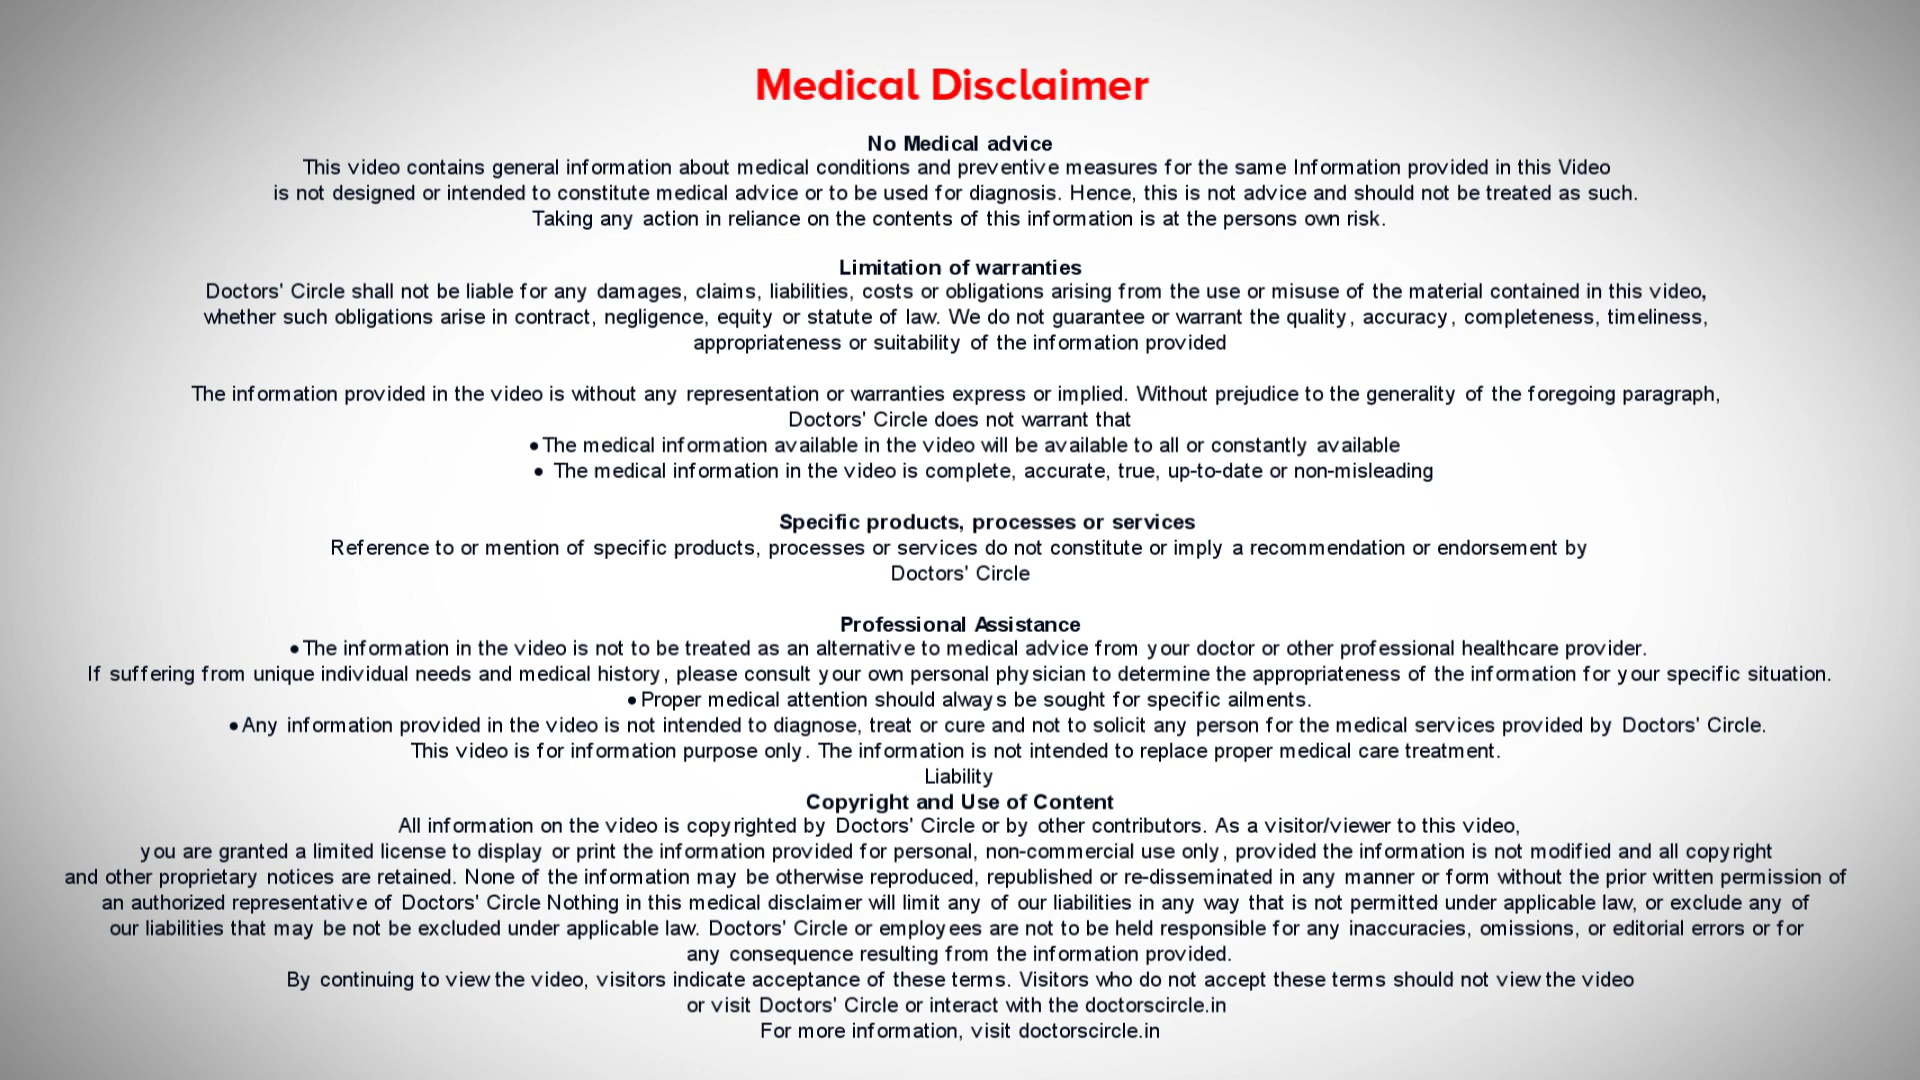 Medical Disclaimer
No Medical advice
This video contains general information about medical conditions and preventive measures for the same Information provided in this Video
is not designed or intended to constitute medical advice or to be used for diagnosis. Hence, this is not advice and should not be treated as such.
Taking any action in reliance on the contents of this information is at the persons own risk.
Limitation of warranties
Doctors' Circle shall not be liable for any damages, claims, liabilities, costs or obligations arising from the use or misuse of the material contained in this video,
whether such obligations arise in contract, negligence, equity or statute of law. We do not guarantee or warrant the quality, accuracy, completeness, timeliness,
appropriateness or suitability of the information provided
The information provided in the video is without any representation or warranties express or implied. Without prejudice to the generality of the foregoing paragraph,
Doctors' Circle does not warrant that
• The medical information available in the video will be available to all or constantly available
• The medical information in the video is complete, accurate, true, up-to-date or non-misleading
Specific products, processes or services
Reference to or mention of specific products, processes or services do not constitute or imply a recommendation or endorsement by
Doctors' Circle
Professional Assistance
• The information in the video is not to be treated as an alternative to medical advice from your doctor or other professional healthcare provider.
If suffering from unique individual needs and medical history, please consult your own personal physician to determine the appropriateness of the information for your specific situation.
• Proper medical attention should always be sought for specific ailments.
• Any information provided in the video is not intended to diagnose, treat or cure and not to solicit any person for the medical services provided by Doctors' Circle.
This video is for information purpose only. The information is not intended to replace proper medical care treatment.
Liability
Copyright and Use of Content
All information on the video is copyrighted by Doctors' Circle or by other contributors. As a visitor/viewer to this video,
you are granted a limited license to display or print the information provided for personal, non-commercial use only, provided the information is not modified and all copyright
and other proprietary notices are retained. None of the information may be otherwise reproduced, republished or re-disseminated in any manner or form without the prior written permission of
an authorized representative of Doctors' Circle Nothing in this medical disclaimer will limit any of our liabilities in any way that is not permitted under applicable law, or exclude any of
our liabilities that may be not be excluded under applicable law. Doctors' Circle or employees are not to be held responsible for any inaccuracies, omissions, or editorial errors or for
any consequence resulting from the information provided.
By continuing to view the video, visitors indicate acceptance of these terms. Visitors who do not accept these terms should not view the video
or visit Doctors' Circle or interact with the doctorscircle.in
For more information, visit doctorscircle.in